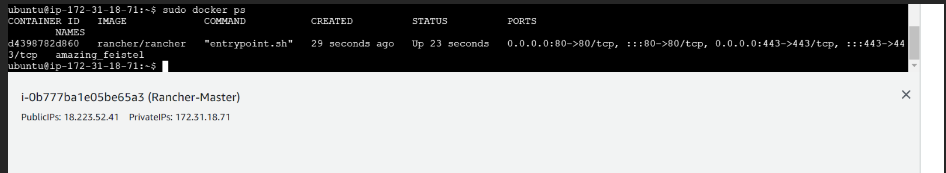 ubuntu@ip-172-31-18-71:~$ sudo docker ps
CONTAINER ID   IMAGE             COMMAND           CREATED          STATUS          PORTS
       NAMES
d4398782d860   rancher/rancher   "entrypoint.sh"   29 seconds ago   Up 23 seconds   0.0.0.0:80->80/tcp, :::80->80/tcp, 0.0.0.0:443->443/tcp, :::443->44
3/tcp   amazing_feistel
ubuntu@ip-172-31-18-71:~$
i-0b777ba1e05be65a3 (Rancher-Master)
PublicIPs: 18.223.52.41   PrivateIPs: 172.31.18.71